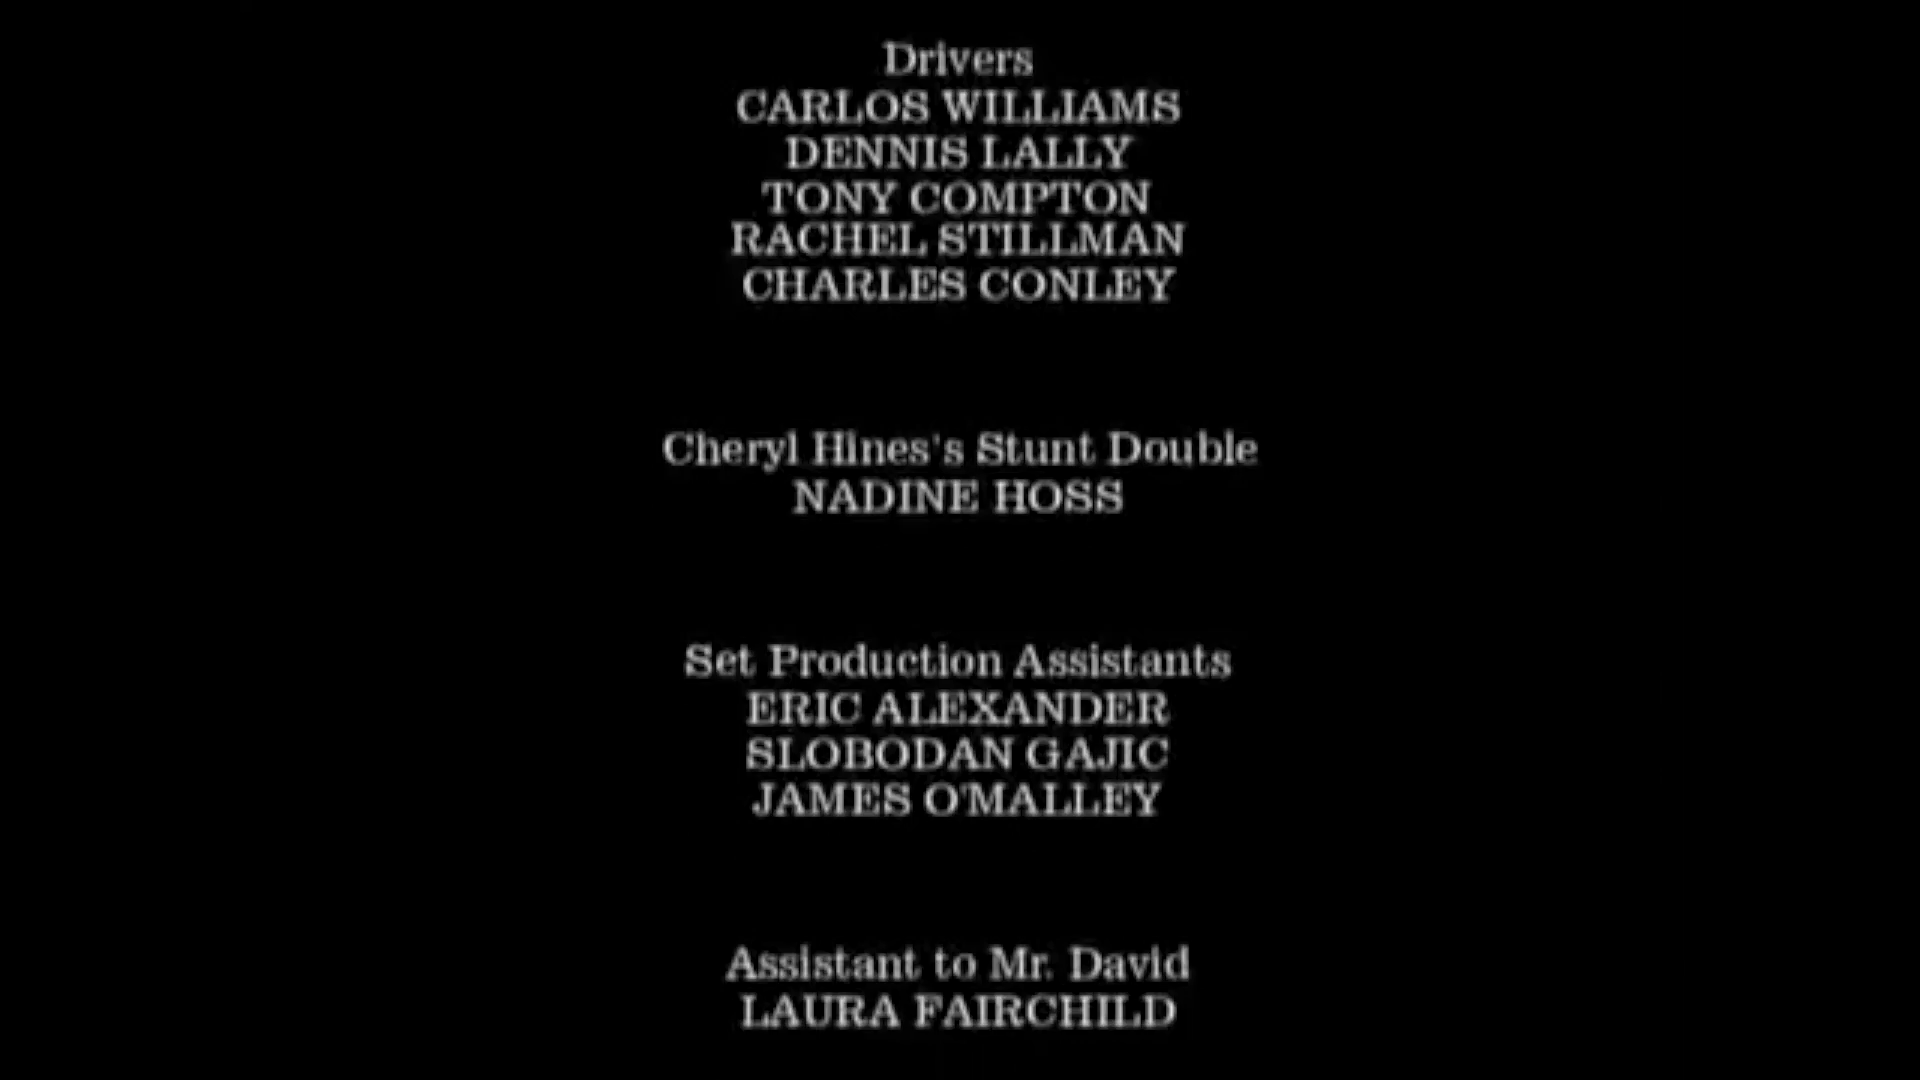 Drivers
CARLOS WILLIAMS
DENNIS LALLY
TONY COMPTON
RACHEL STILLMAN
CHARLES CONLEY
Cheryl Hines's Stunt Double
NADINE HOSS
Set Production Assistants
ERIC ALEXANDER
SLOBODAN GAJIC
JAMES O'MALLEY
Assistant to Mr. David
LAURA FAIRCHILD